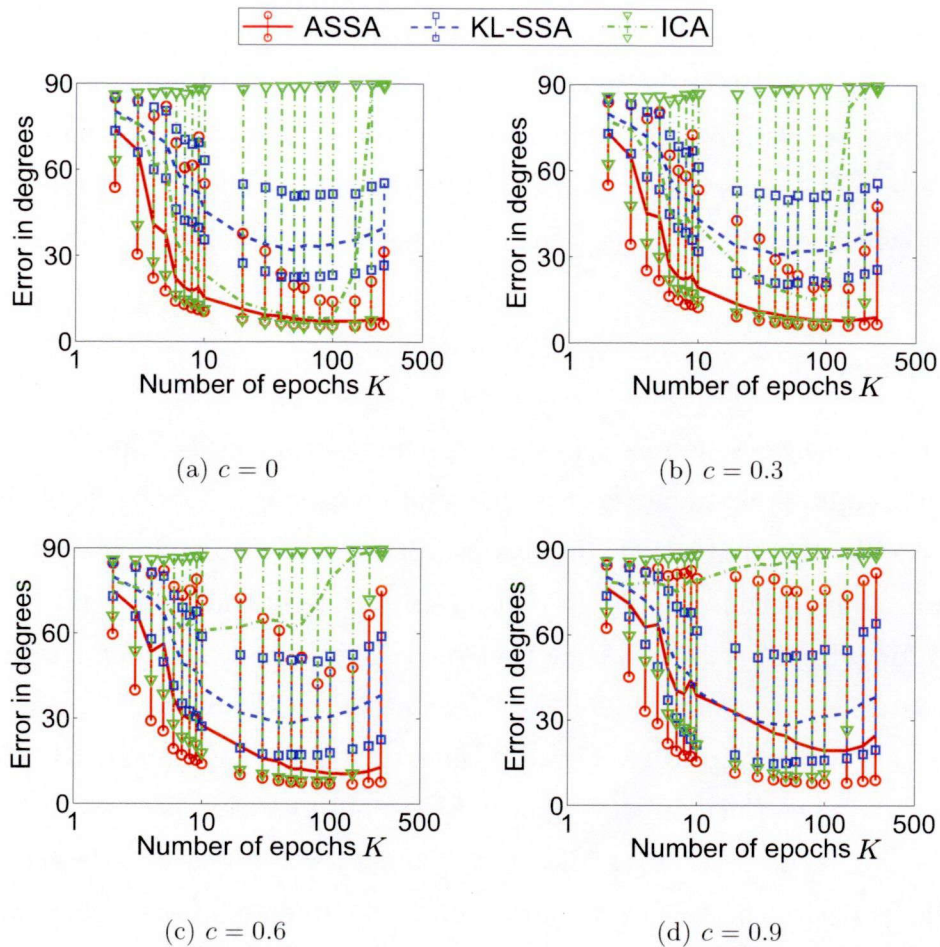 ASSA KL-SSA ICA
90
60
30
0
Error in degrees
1 10 100 500
Number of epochs K
(a) c = 0
90
60
30
0
Error in degrees
1 10 100 500
Number of epochs K
(b) c = 0.3
90
60
30
0
Error in degrees
1 10 100 500
Number of epochs K
(c) c = 0.6
90
60
30
0
Error in degrees
1 10 100 500
Number of epochs K
(d) c = 0.9